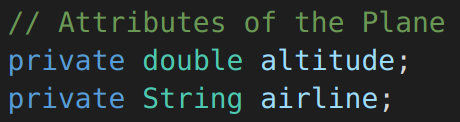 // Attributes of the Plane
private double altitude;
private String airline;